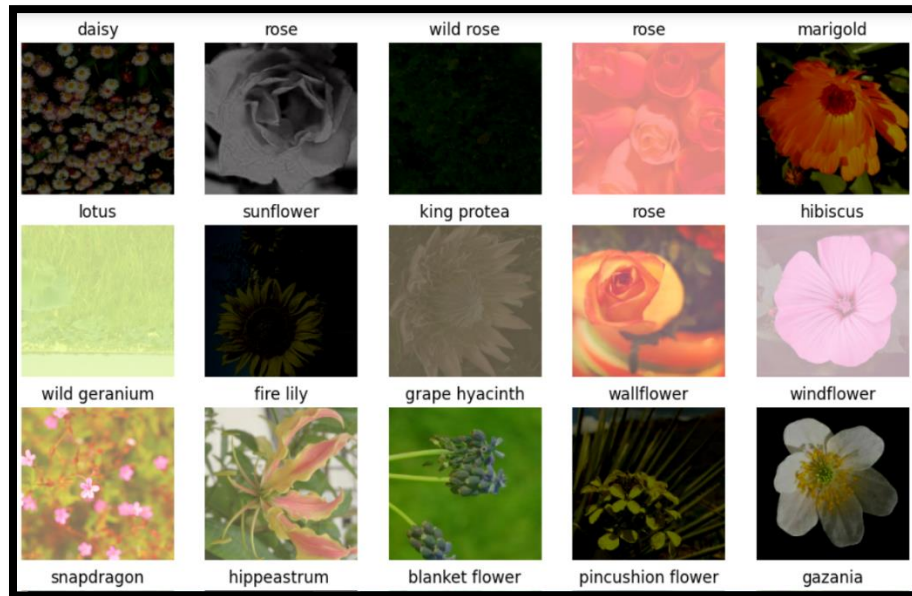 daisy rose wild rose rose marigold
lotus sunflower king protea rose hibiscus
wild geranium fire lily grape hyacinth wallflower windflower
snapdragon hippeastrum blanket flower pincushion flower gazania